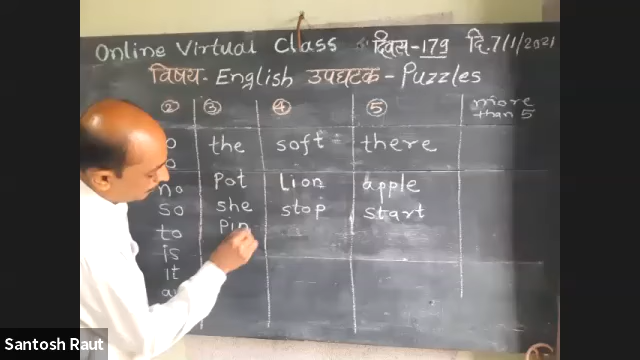 Online Virtual Class दिवस-179 दि.7/1/2021
विषय- English उपघटक - Puzzles
② ③ ④ ⑤ more than 5
the soft there
no Pot Lion apple
so she stop start
to Pin
is
it
Santosh Raut